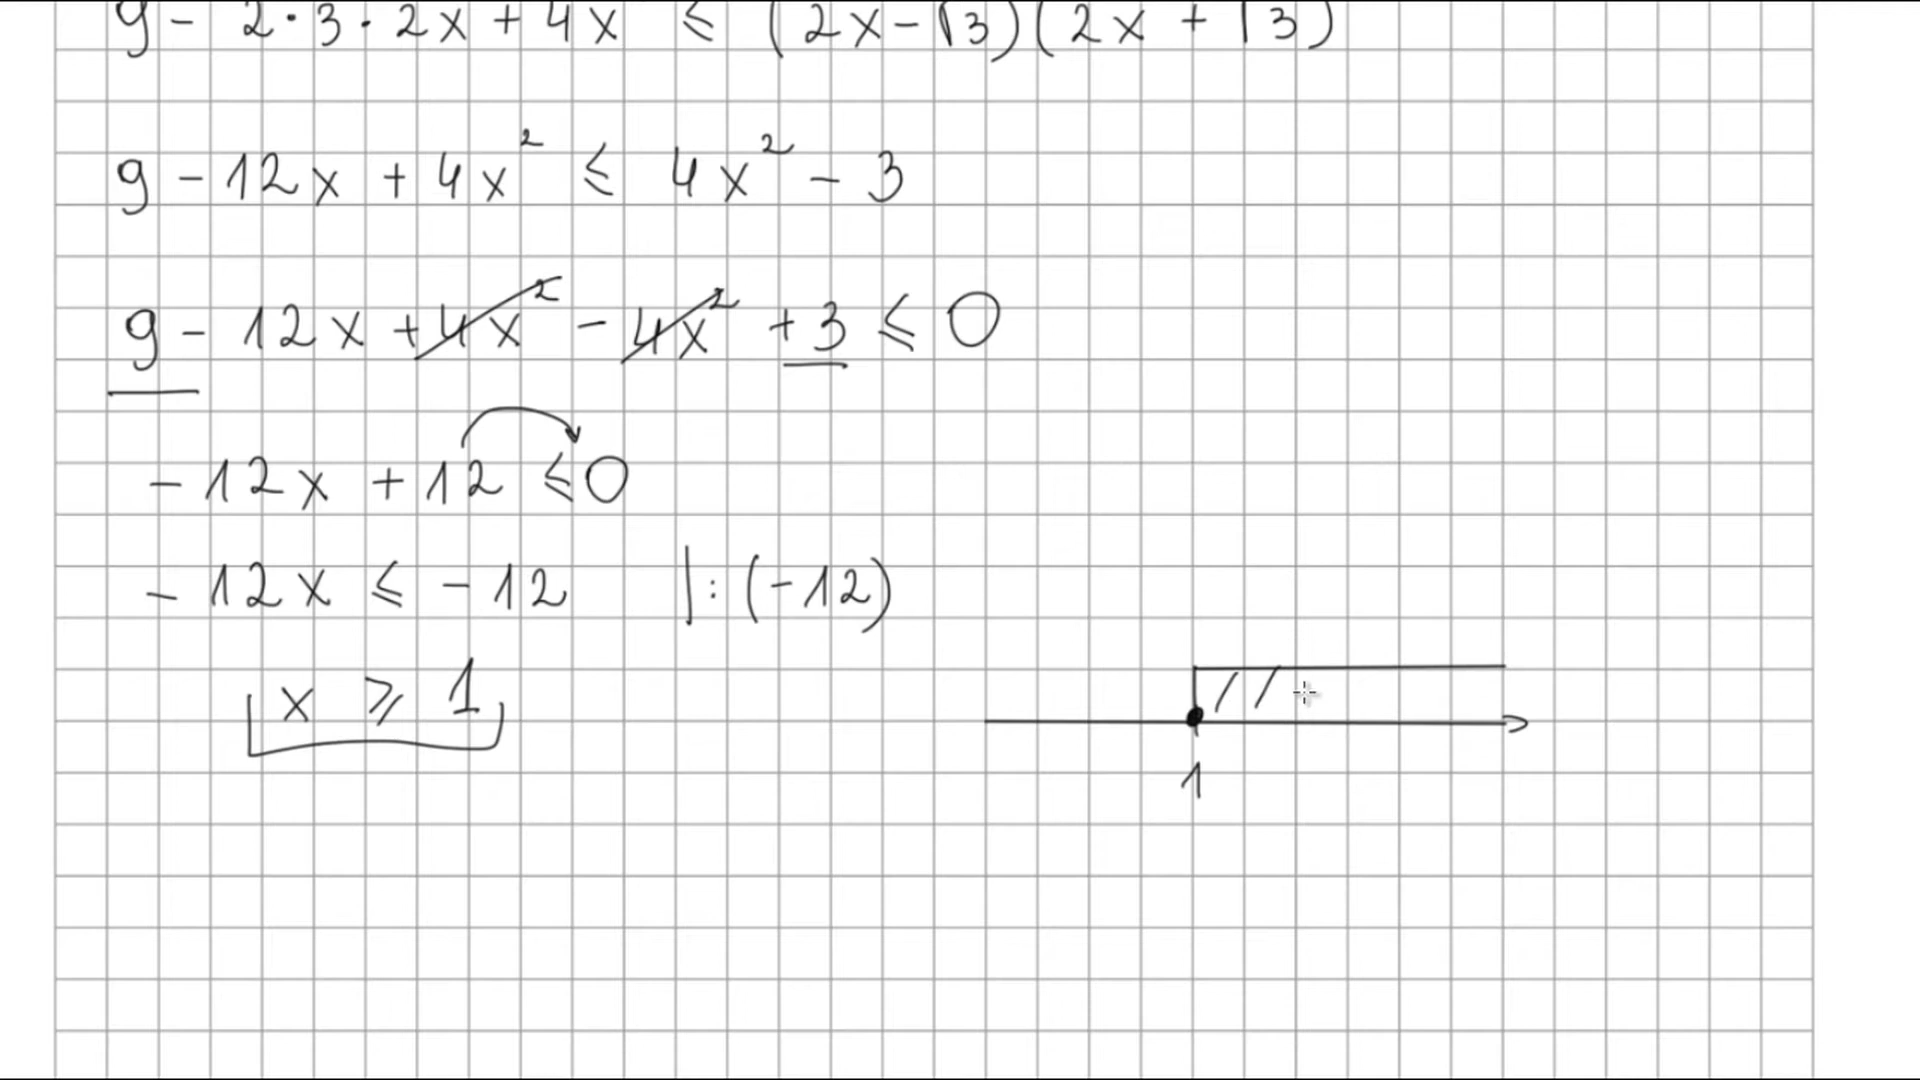 9 - 2·3·2x + 4x ≤ (2x - √3)(2x + √3)
9 - 12x + 4x² ≤ 4x² - 3
9 - 12x + 4x² - 4x² + 3 ≤ 0
- 12x + 12 ≤ 0
- 12x ≤ - 12 |:(-12)
x ≥ 1
1